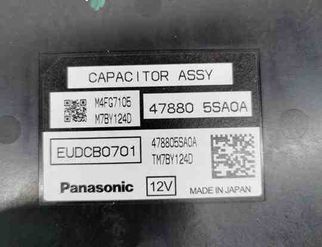 CAPACITOR ASSY
M4FG7105
M7BY124D
47880 5SA0A
EUDCB0701
478805SA0A
TM7BY124D
Panasonic 12V MADE IN JAPAN